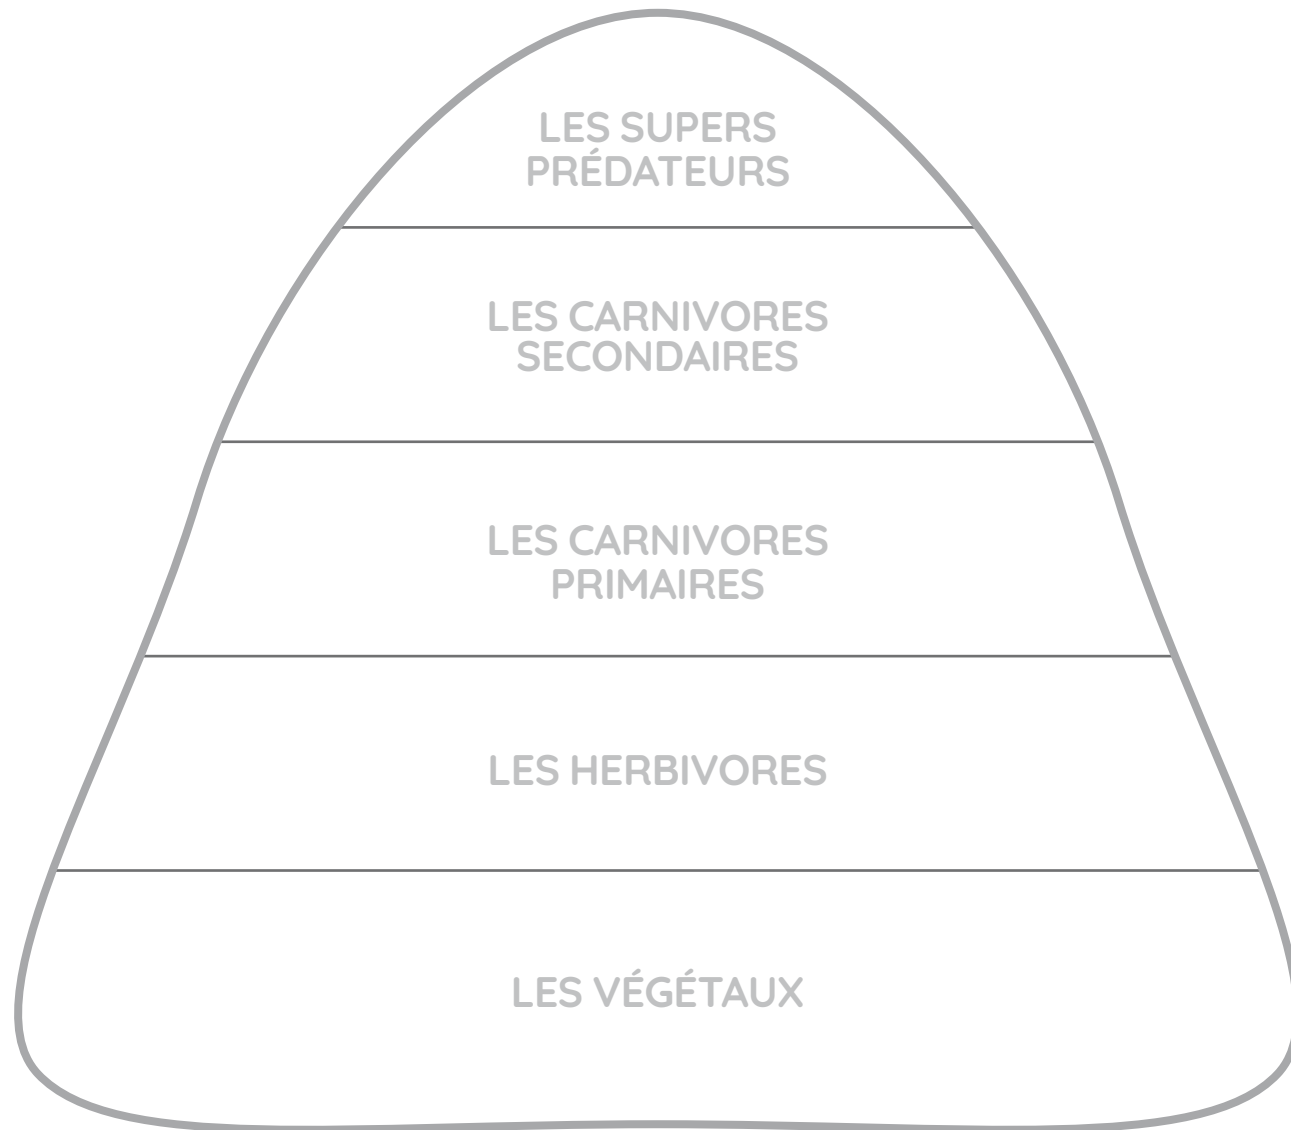 LES SUPERS
PRÉDATEURS
LES CARNIVORES
SECONDAIRES
LES CARNIVORES
PRIMAIRES
LES HERBIVORES
LES VÉGÉTAUX